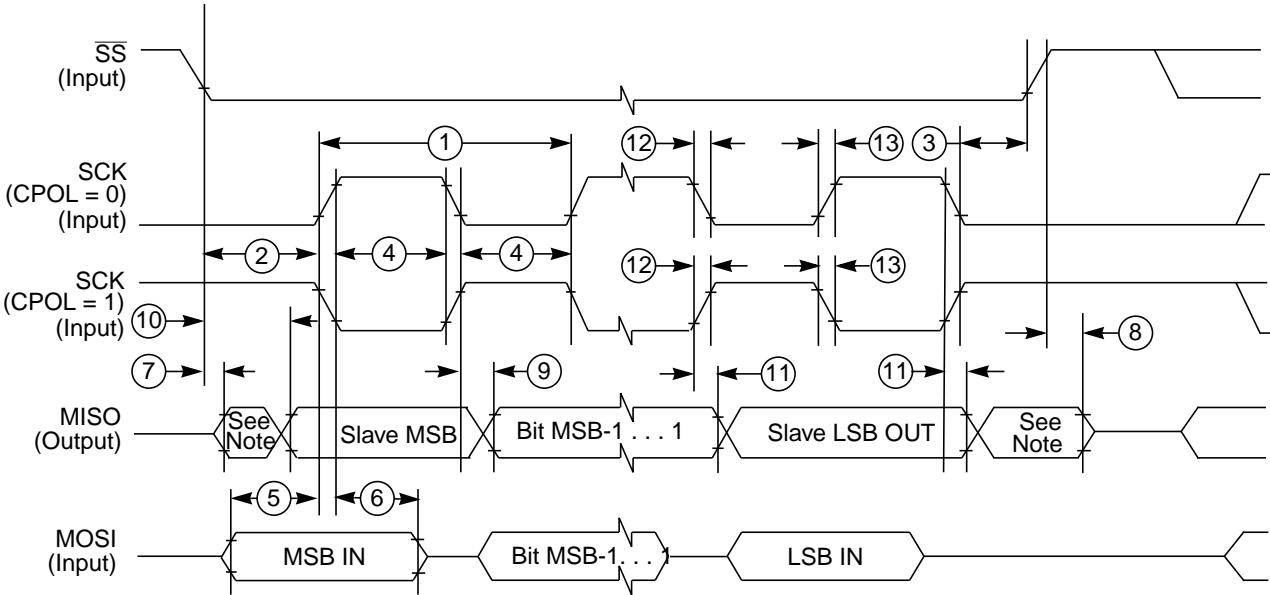 SS
(Input)
1
12
13
3
SCK
(CPOL = 0)
(Input)
2
4
4
12
13
SCK
(CPOL = 1)
(Input)
10
8
7
9
11
11
MISO
(Output)
See
Note
Slave MSB
Bit MSB-1 . . . 1
Slave LSB OUT
See
Note
5
6
MOSI
(Input)
MSB IN
Bit MSB-1. . . 1
LSB IN